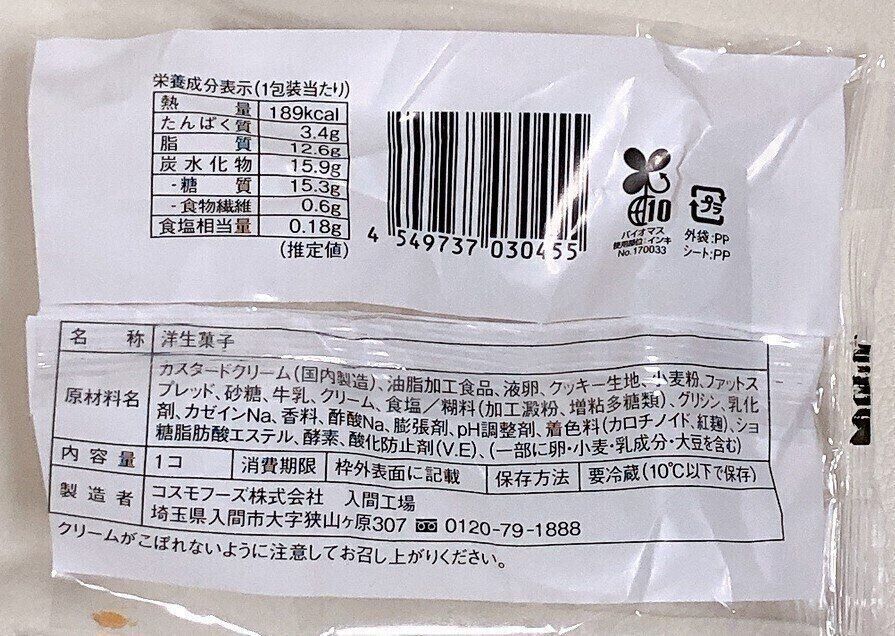 栄養成分表示(1包装当たり)
熱量 189kcal
たんぱく質 3.4g
脂質 12.6g
炭水化物 15.9g
-糖質 15.3g
-食物繊維 0.6g
食塩相当量 0.18g
(推定値)
4 549737 030455
10
バイオマス
使用部位:インキ
No.170033
プラ
外袋:PP
シート:PP
名称 洋生菓子
原材料名 カスタードクリーム(国内製造)、油脂加工食品、液卵、クッキー生地、小麦粉、ファットス
プレッド、砂糖、牛乳、クリーム、食塩/糊料(加工澱粉、増粘多糖類)、グリシン、乳化
剤、カゼインNa、香料、酢酸Na、膨張剤、pH調整剤、着色料(カロチノイド、紅麹)、ショ
糖脂肪酸エステル、酵素、酸化防止剤(V.E)、(一部に卵・小麦・乳成分・大豆を含む)
内容量 1コ 消費期限 枠外表面に記載 保存方法 要冷蔵(10℃以下で保存)
製造者 コスモフーズ株式会社 入間工場
埼玉県入間市大字狭山ヶ原307 0120-79-1888
クリームがこぼれないように注意してお召し上がりください。